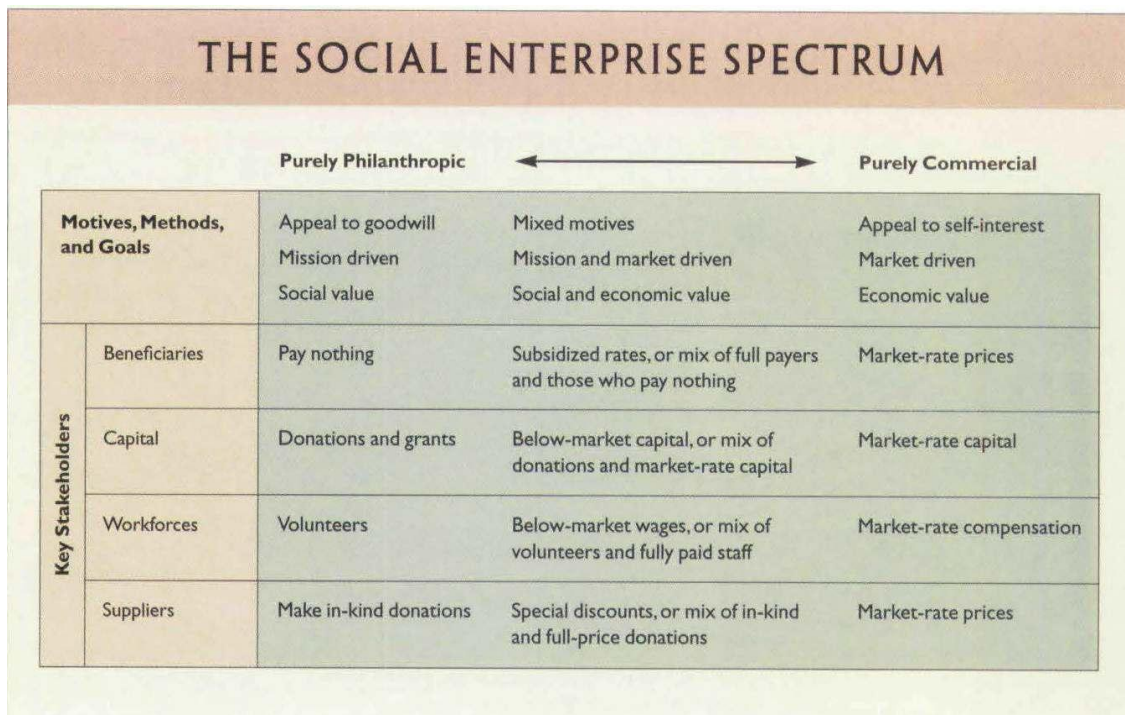 THE SOCIAL ENTERPRISE SPECTRUM
Purely Philanthropic
Purely Commercial
Motives, Methods,
and Goals
Appeal to goodwill
Mixed motives
Appeal to self-interest
Mission driven
Mission and market driven
Market driven
Social value
Social and economic value
Economic value
Key Stakeholders
Beneficiaries
Pay nothing
Subsidized rates, or mix of full payers
and those who pay nothing
Market-rate prices
Capital
Donations and grants
Below-market capital, or mix of
donations and market-rate capital
Market-rate capital
Workforces
Volunteers
Below-market wages, or mix of
volunteers and fully paid staff
Market-rate compensation
Suppliers
Make in-kind donations
Special discounts, or mix of in-kind
and full-price donations
Market-rate prices